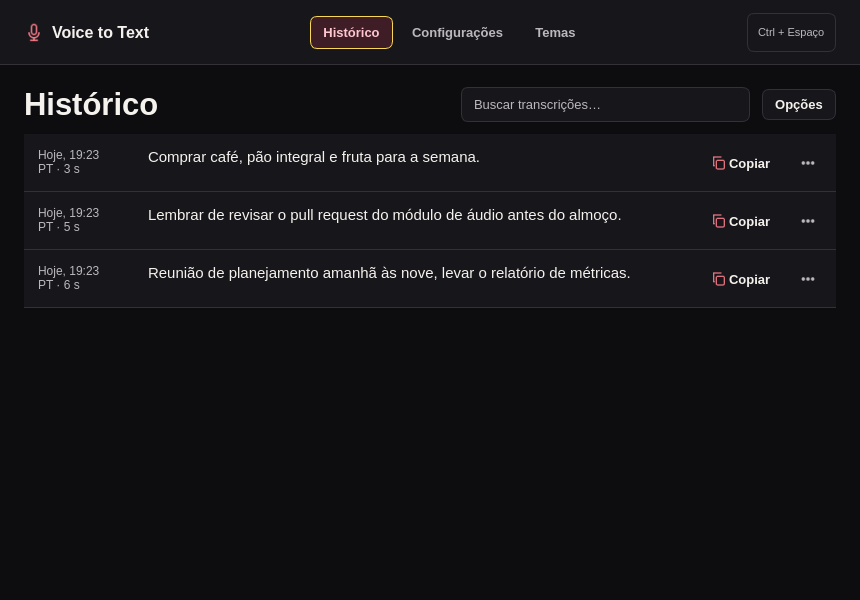 Voice to Text
Histórico
Configurações
Temas
Ctrl + Espaço
Histórico
Buscar transcrições…
Opções
Hoje, 19:23
PT · 3 s
Comprar café, pão integral e fruta para a semana.
Copiar
Hoje, 19:23
PT · 5 s
Lembrar de revisar o pull request do módulo de áudio antes do almoço.
Copiar
Hoje, 19:23
PT · 6 s
Reunião de planejamento amanhã às nove, levar o relatório de métricas.
Copiar